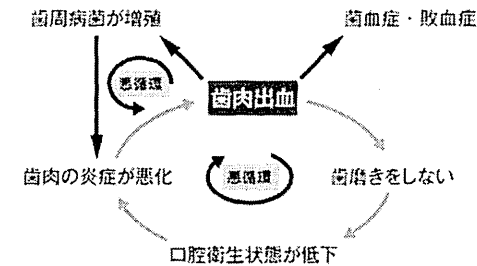 歯周病菌が増殖
菌血症・敗血症
悪循環
歯肉出血
歯肉の炎症が悪化
悪循環
歯磨きをしない
口腔衛生状態が低下